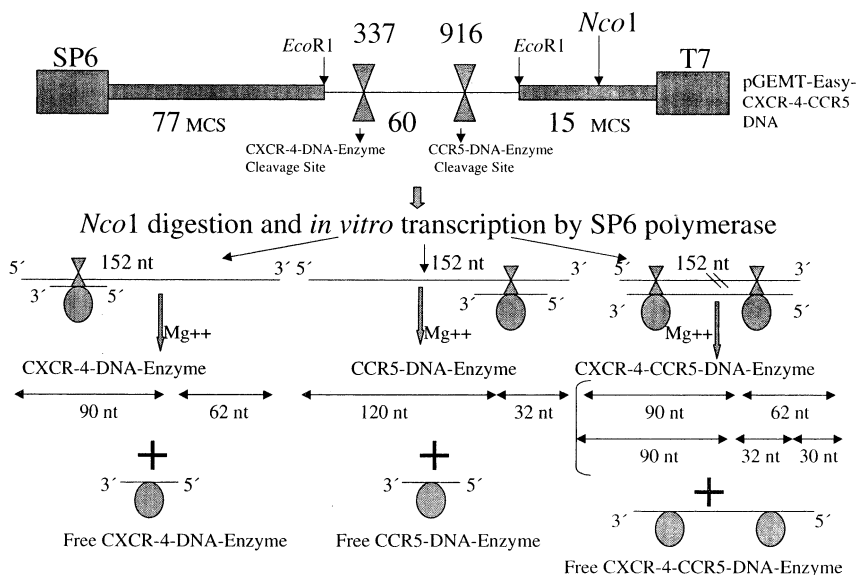 337 916 Nco1
SP6 EcoR1 EcoR1 T7
pGEMT-Easy-
CXCR-4-CCR5
DNA
77 MCS 60 15 MCS
CXCR-4-DNA-Enzyme
Cleavage Site
CCR5-DNA-Enzyme
Cleavage Site
Nco1 digestion and in vitro transcription by SP6 polymerase
5´ 152 nt 3´
3´ 5´
Mg++
CXCR-4-DNA-Enzyme
90 nt 62 nt
+
3´ 5´
Free CXCR-4-DNA-Enzyme
5´ 152 nt 3´
3´ 5´
Mg++
CCR5-DNA-Enzyme
120 nt 32 nt
+
3´ 5´
Free CCR5-DNA-Enzyme
5´ 152 nt 3´
3´ 5´
Mg++
CXCR-4-CCR5-DNA-Enzyme
90 nt 62 nt
90 nt 32 nt 30 nt
+
3´ 5´
Free CXCR-4-CCR5-DNA-Enzyme